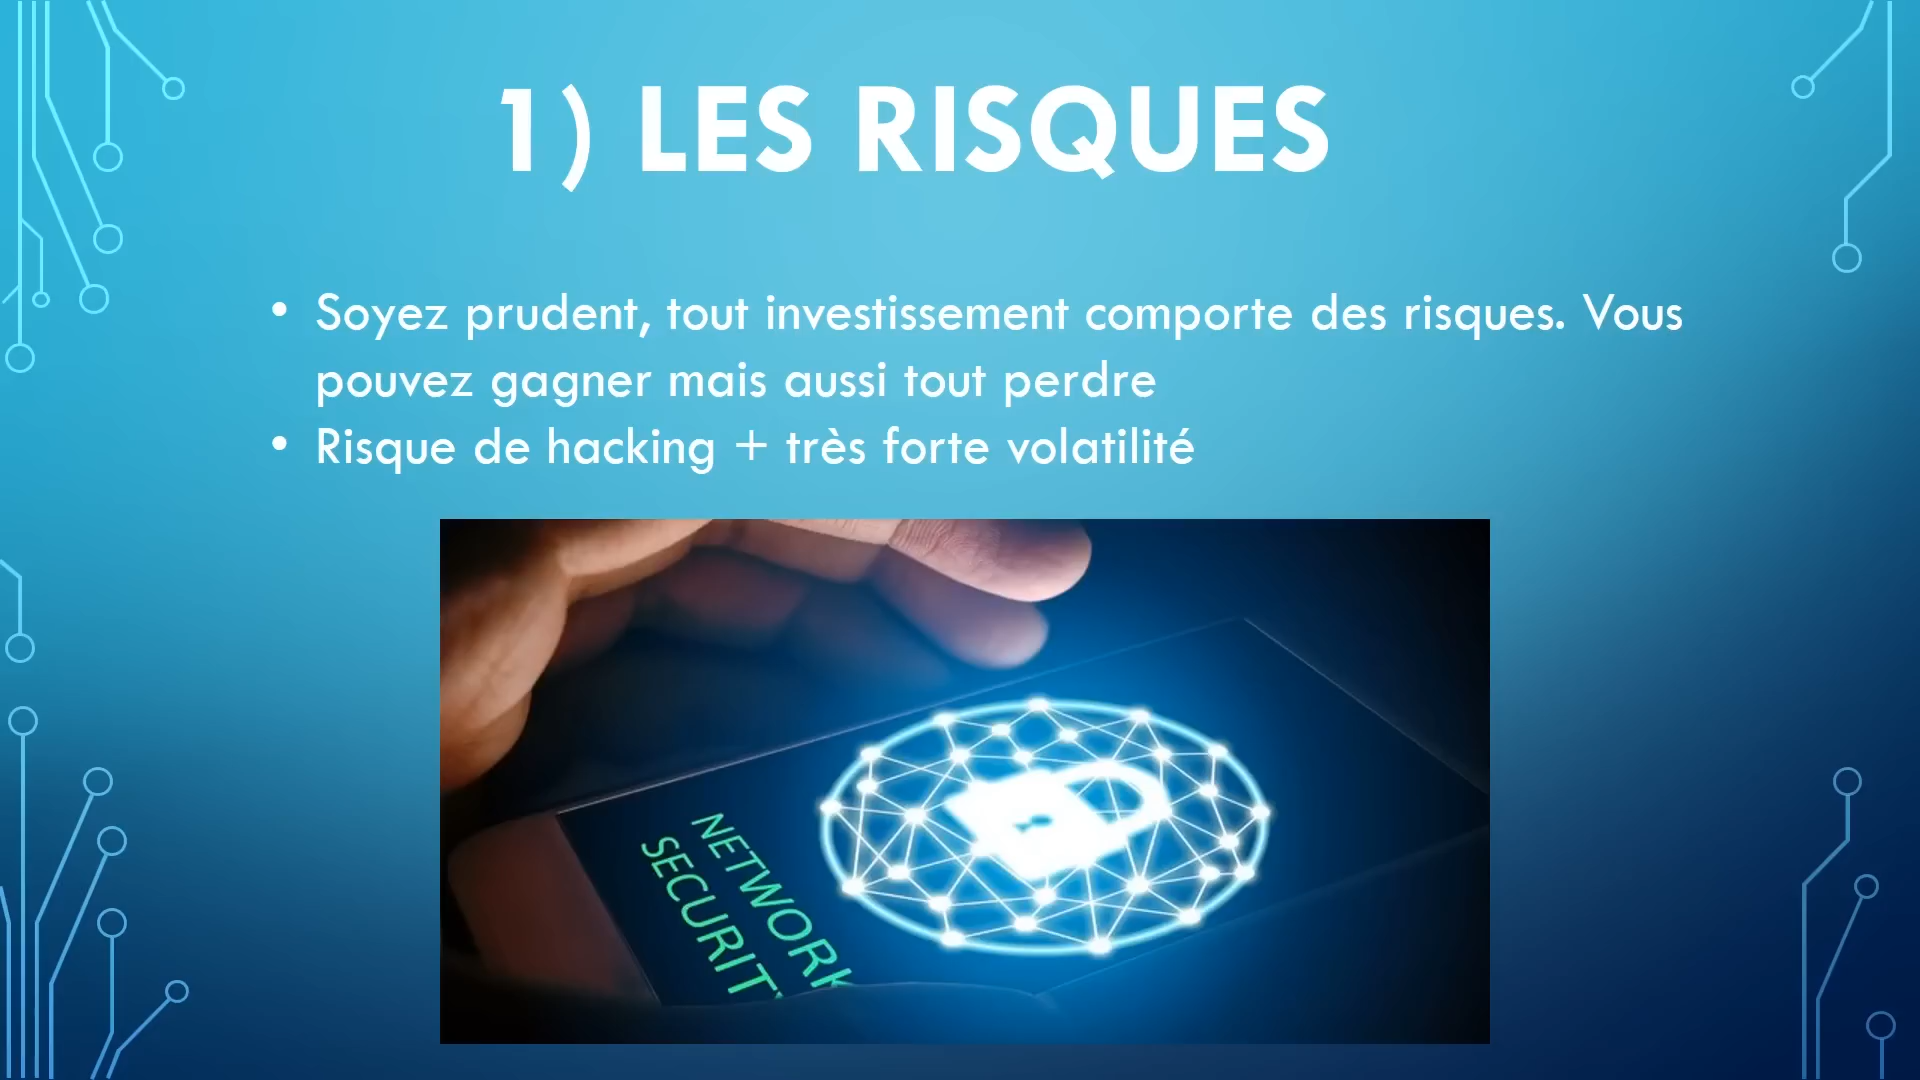 1) LES RISQUES
• Soyez prudent, tout investissement comporte des risques. Vous
pouvez gagner mais aussi tout perdre
• Risque de hacking + très forte volatilité
NETWORK
SECURITY